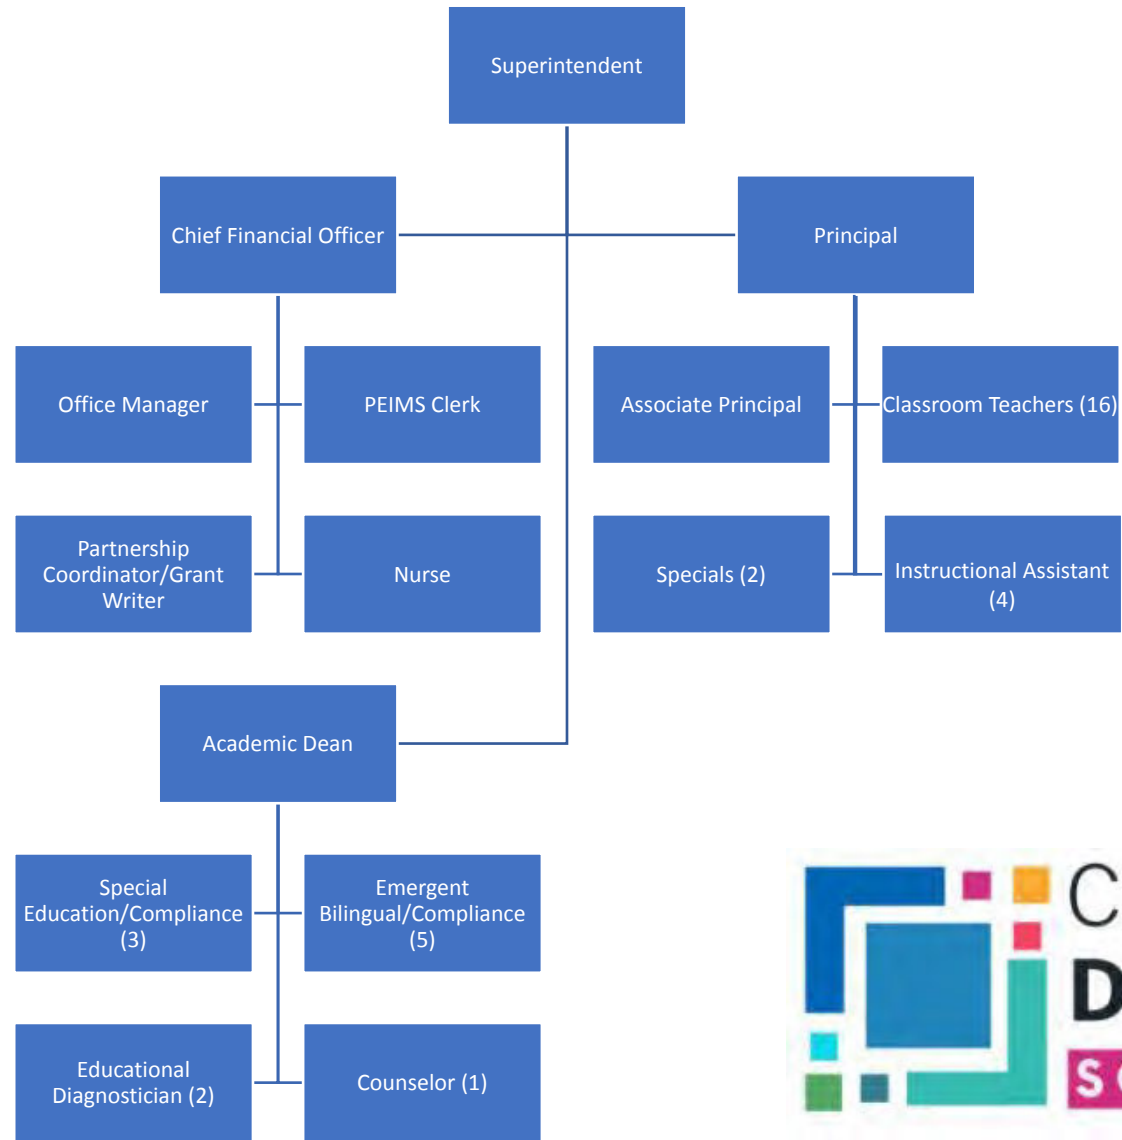 Superintendent
Chief Financial Officer
Principal
Office Manager
PEIMS Clerk
Associate Principal
Classroom Teachers (16)
Partnership
Coordinator/Grant
Writer
Nurse
Specials (2)
Instructional Assistant
(4)
Academic Dean
Special
Education/Compliance
(3)
Emergent
Bilingual/Compliance
(5)
Educational
Diagnostician (2)
Counselor (1)
C
D
S